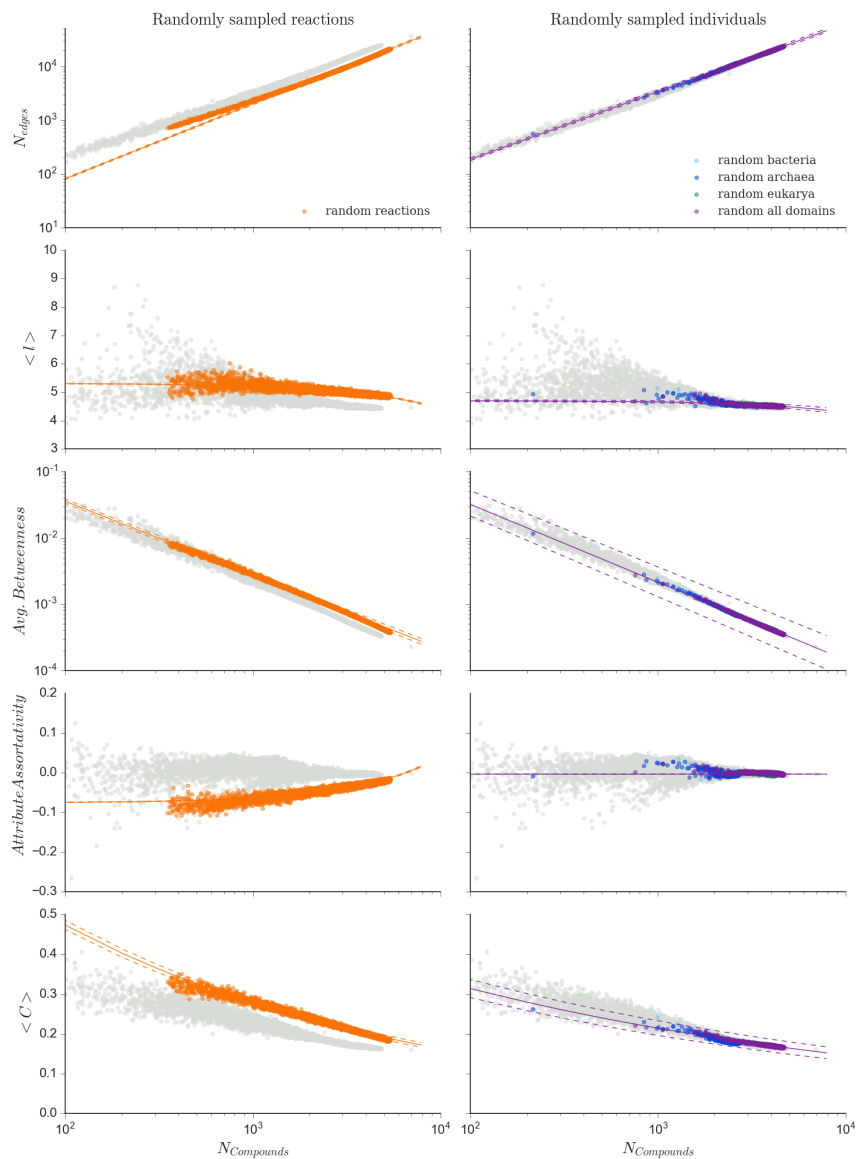 Randomly sampled reactions
Randomly sampled individuals
10^4
10^3
10^2
10^1
N_edges
random reactions
random bacteria
random archaea
random eukarya
random all domains
10
9
8
7
6
5
4
3
< l >
10^-1
10^-2
10^-3
10^-4
Avg.Betweenness
0.2
0.1
0.0
−0.1
−0.2
−0.3
AttributeAssortativity
0.5
0.4
0.3
0.2
0.1
0.0
< C >
10^2
10^3
10^4
10^2
10^3
10^4
N_Compounds
N_Compounds